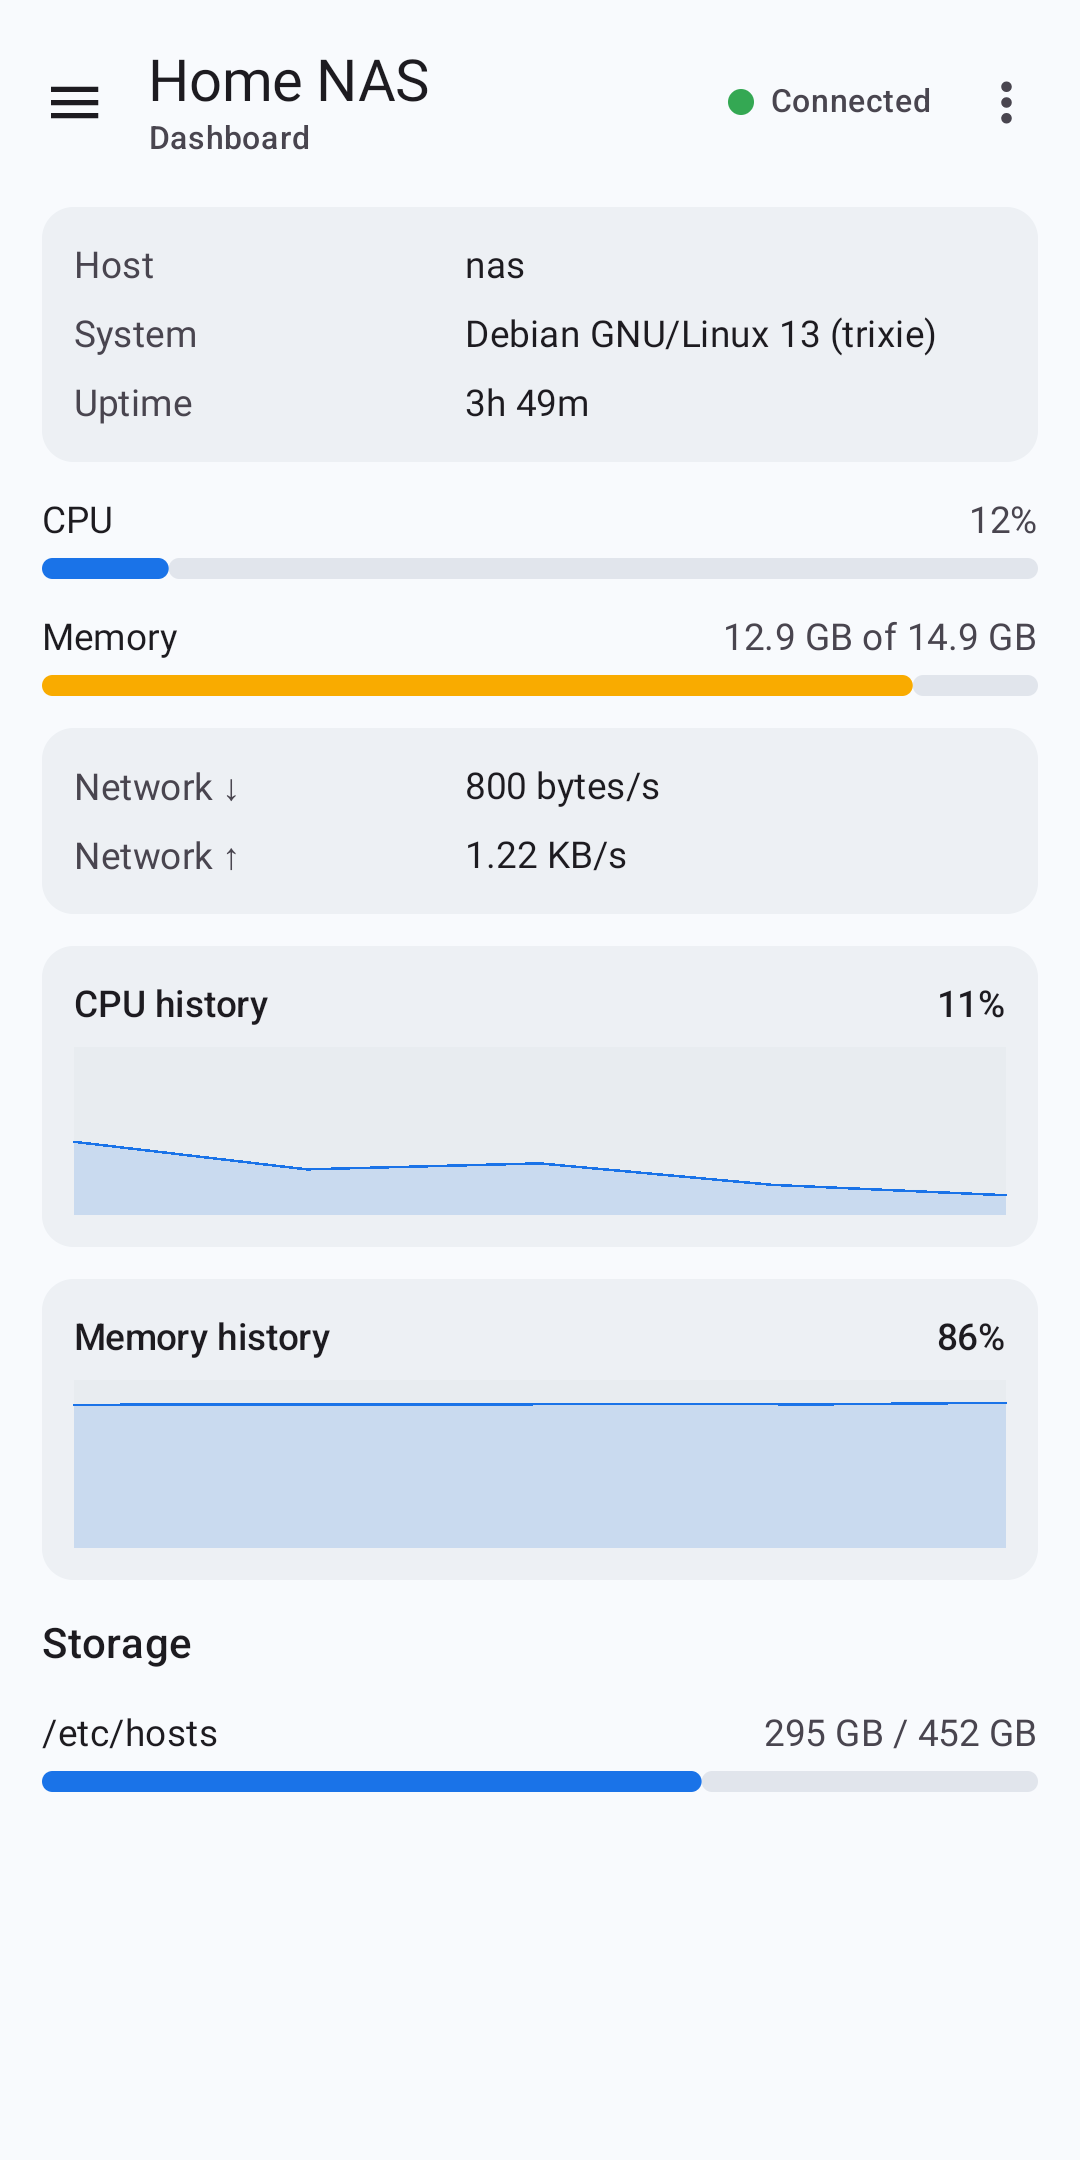 Home NAS
Dashboard
Connected
Host nas
System Debian GNU/Linux 13 (trixie)
Uptime 3h 49m
CPU 12%
Memory 12.9 GB of 14.9 GB
Network ↓ 800 bytes/s
Network ↑ 1.22 KB/s
CPU history 11%
Memory history 86%
Storage
/etc/hosts 295 GB / 452 GB